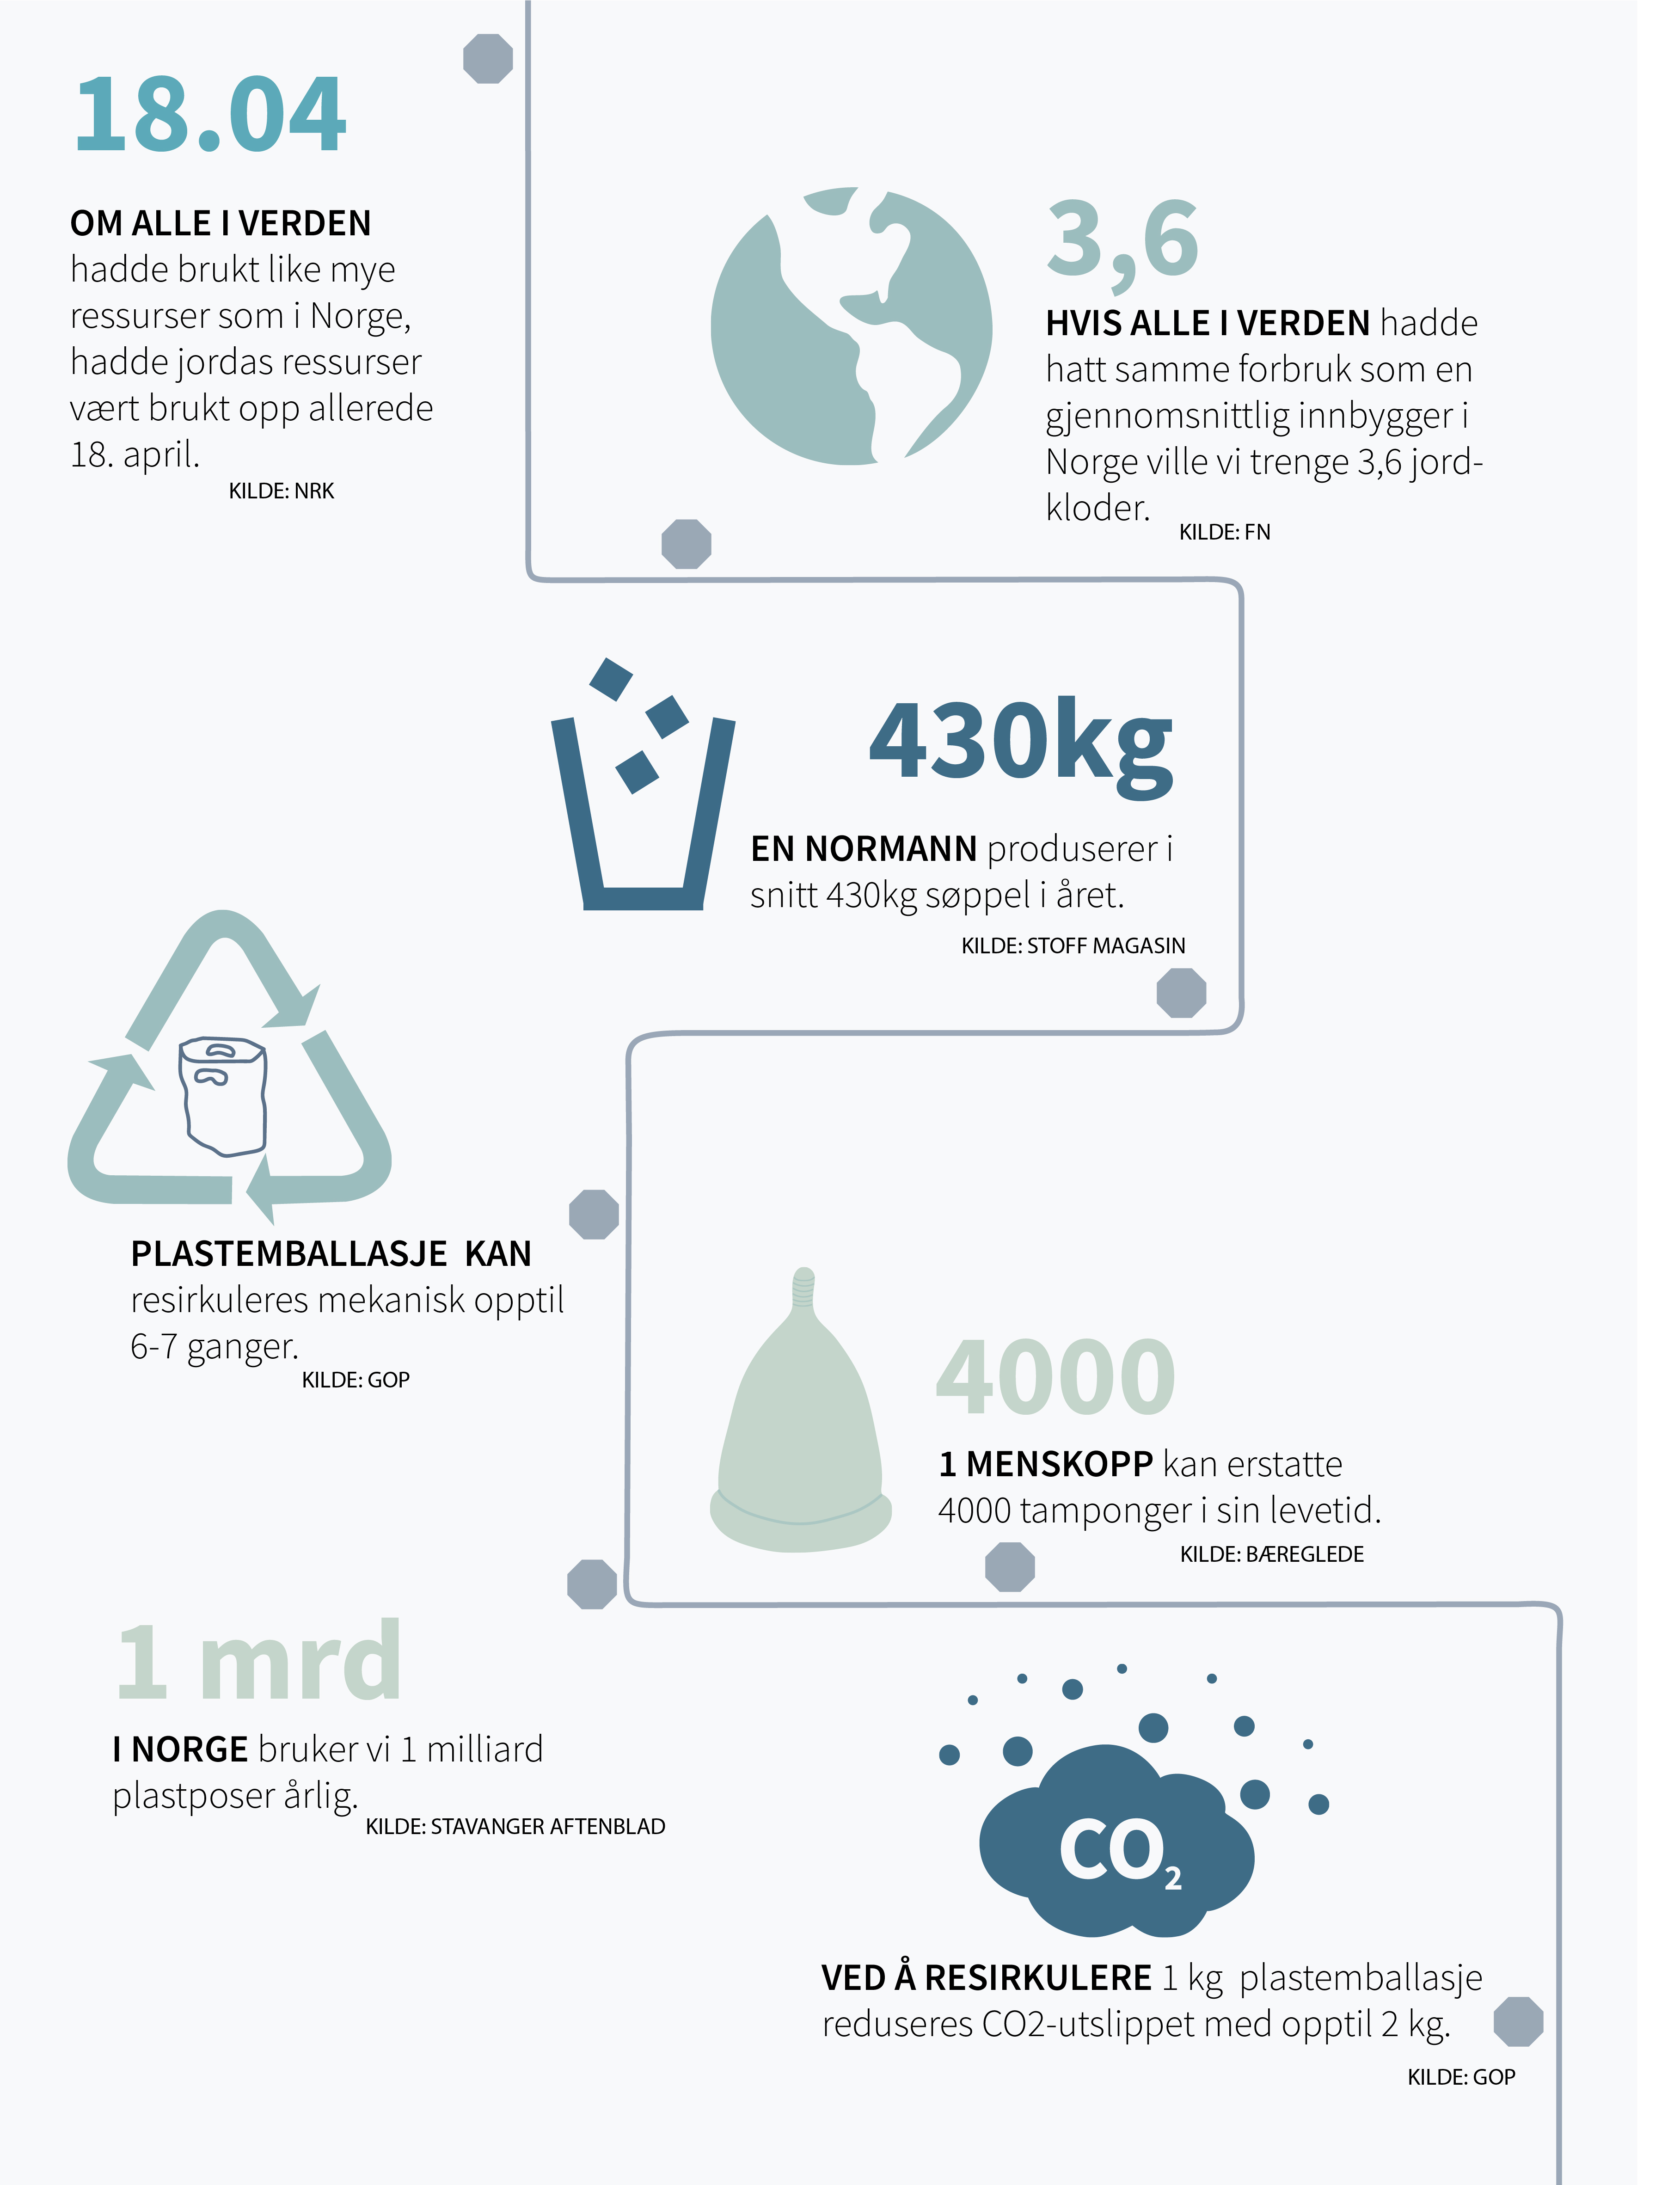 18.04
OM ALLE I VERDEN
hadde brukt like mye
ressurser som i Norge,
hadde jordas ressurser
vært brukt opp allerede
18. april.
KILDE: NRK
3,6
HVIS ALLE I VERDEN hadde
hatt samme forbruk som en
gjennomsnittlig innbygger i
Norge ville vi trenge 3,6 jord-
kloder.
KILDE: FN
430kg
EN NORMANN produserer i
snitt 430kg søppel i året.
KILDE: STOFF MAGASIN
PLASTEMBALLASJE  KAN
resirkuleres mekanisk opptil
6-7 ganger.
KILDE: GOP
4000
1 MENSKOPP kan erstatte
4000 tamponger i sin levetid.
KILDE: BÆREGLEDE
1 mrd
I NORGE bruker vi 1 milliard
plastposer årlig.
KILDE: STAVANGER AFTENBLAD
CO₂
VED Å RESIRKULERE 1 kg  plastemballasje
reduseres CO2-utslippet med opptil 2 kg.
KILDE: GOP